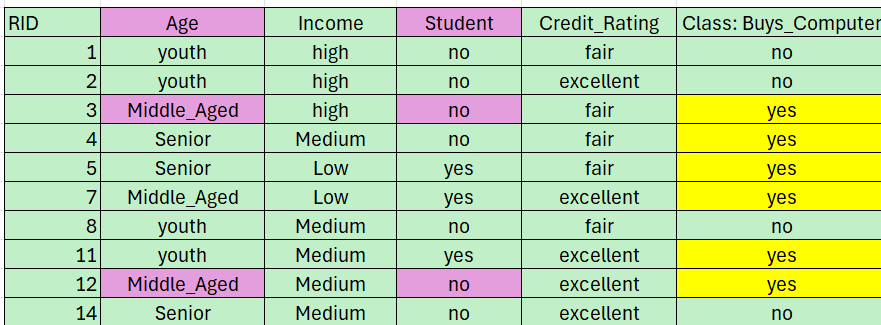 RID Age Income Student Credit_Rating Class: Buys_Computer
1 youth high no fair no
2 youth high no excellent no
3 Middle_Aged high no fair yes
4 Senior Medium no fair yes
5 Senior Low yes fair yes
7 Middle_Aged Low yes excellent yes
8 youth Medium no fair no
11 youth Medium yes excellent yes
12 Middle_Aged Medium no excellent yes
14 Senior Medium no excellent no